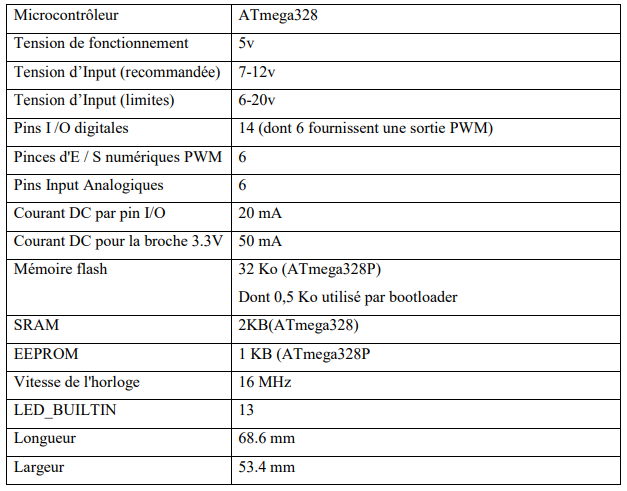 Microcontrôleur ATmega328
Tension de fonctionnement 5v
Tension d’Input (recommandée) 7-12v
Tension d’Input (limites) 6-20v
Pins I /O digitales 14 (dont 6 fournissent une sortie PWM)
Pinces d'E / S numériques PWM 6
Pins Input Analogiques 6
Courant DC par pin I/O 20 mA
Courant DC pour la broche 3.3V 50 mA
Mémoire flash 32 Ko (ATmega328P)
Dont 0,5 Ko utilisé par bootloader
SRAM 2KB(ATmega328)
EEPROM 1 KB (ATmega328P
Vitesse de l'horloge 16 MHz
LED_BUILTIN 13
Longueur 68.6 mm
Largeur 53.4 mm